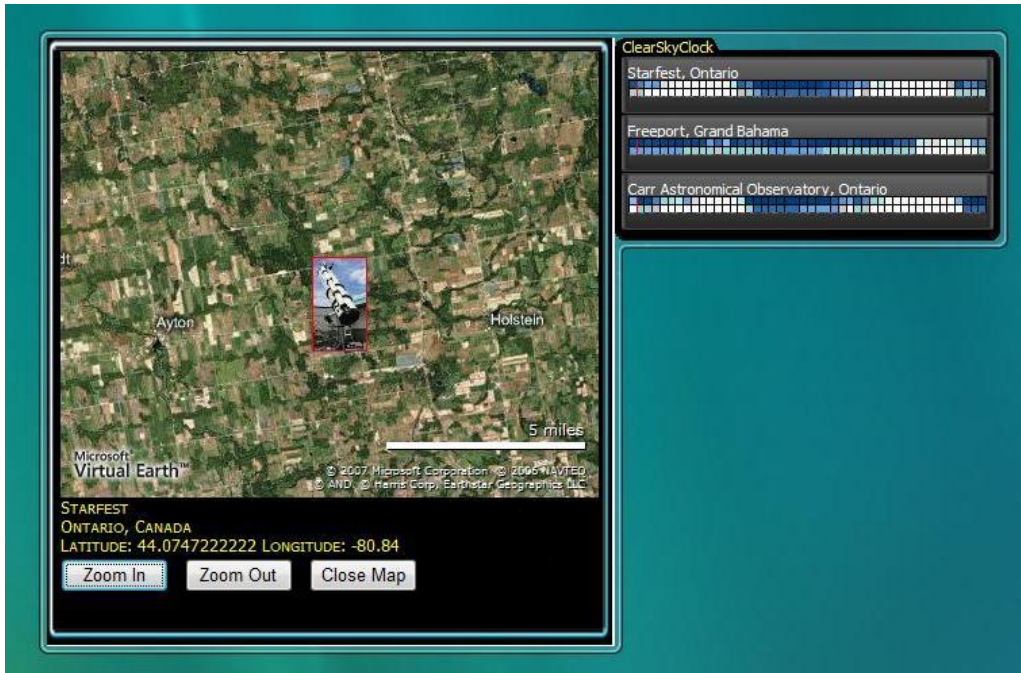 ClearSkyClock
Starfest, Ontario
Freeport, Grand Bahama
Carr Astronomical Observatory, Ontario
dt
Ayton
Holstein
5 miles
Microsoft
Virtual Earth™
© 2007 Microsoft Corporation © 2006 NAVTEQ
© AND, © Harris Corp, Earthstar Geographics LLC
STARFEST
ONTARIO, CANADA
LATITUDE: 44.0747222222 LONGITUDE: -80.84
Zoom In Zoom Out Close Map